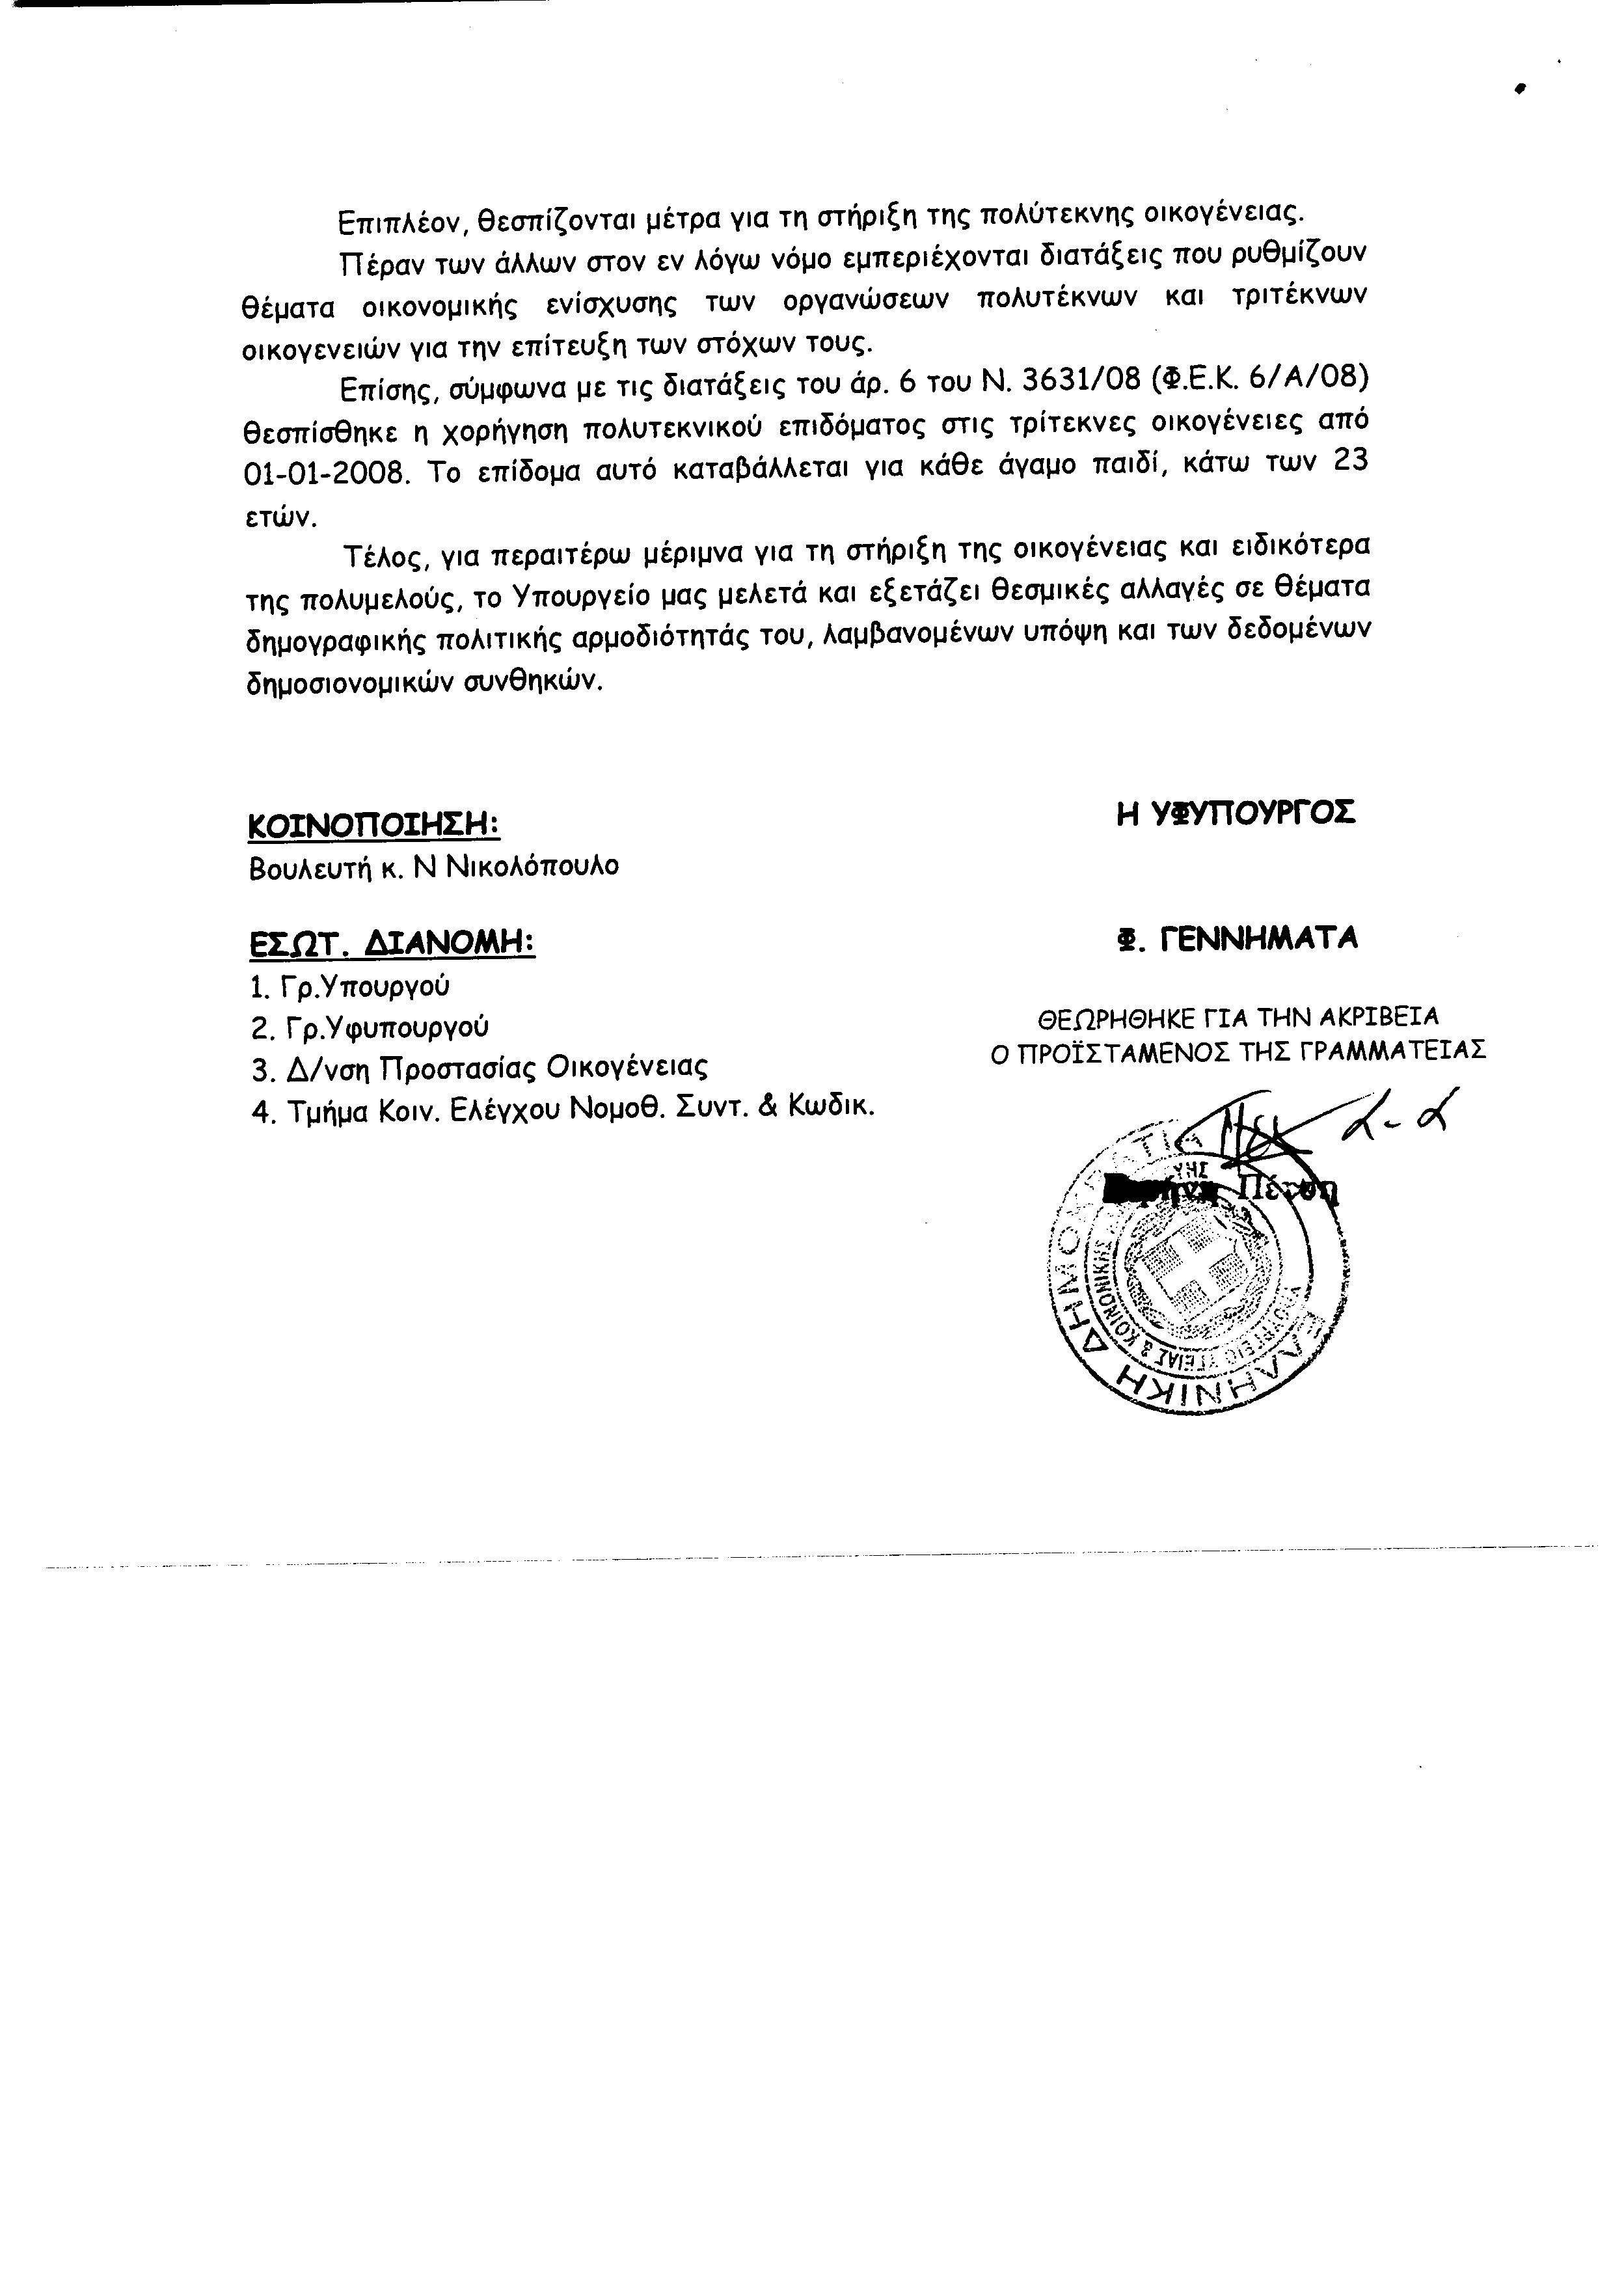 Επιπλέον, θεσπίζονται μέτρα για τη στήριξη της πολύτεκνης οικογένειας.
Πέραν των άλλων στον εν λόγω νόμο εμπεριέχονται διατάξεις που ρυθμίζουν
θέματα οικονομικής ενίσχυσης των οργανώσεων πολυτέκνων και τριτέκνων
οικογενειών για την επίτευξη των στόχων τους.
Επίσης, σύμφωνα με τις διατάξεις του άρ. 6 του Ν. 3631/08 (Φ.Ε.Κ. 6/Α/08)
θεσπίσθηκε η χορήγηση πολυτεκνικού επιδόματος στις τρίτεκνες οικογένειες από
01-01-2008. Το επίδομα αυτό καταβάλλεται για κάθε άγαμο παιδί, κάτω των 23
ετών.
Τέλος, για περαιτέρω μέριμνα για τη στήριξη της οικογένειας και ειδικότερα
της πολυμελούς, το Υπουργείο μας μελετά και εξετάζει θεσμικές αλλαγές σε θέματα
δημογραφικής πολιτικής αρμοδιότητάς του, λαμβανομένων υπόψη και των δεδομένων
δημοσιονομικών συνθηκών.
ΚΟΙΝΟΠΟΙΗΣΗ:
Βουλευτή κ. Ν Νικολόπουλο
ΕΣΩΤ. ΔΙΑΝΟΜΗ:
1. Γρ.Υπουργού
2. Γρ.Υφυπουργού
3. Δ/νση Προστασίας Οικογένειας
4. Τμήμα Κοιν. Ελέγχου Νομοθ. Συντ. & Κωδικ.
Η ΥΦΥΠΟΥΡΓΟΣ
Φ. ΓΕΝΝΗΜΑΤΑ
ΘΕΩΡΗΘΗΚΕ ΓΙΑ ΤΗΝ ΑΚΡΙΒΕΙΑ
Ο ΠΡΟΪΣΤΑΜΕΝΟΣ ΤΗΣ ΓΡΑΜΜΑΤΕΙΑΣ
ΕΛΛΗΝΙΚΗ ΔΗΜΟΚΡΑΤΙΑ